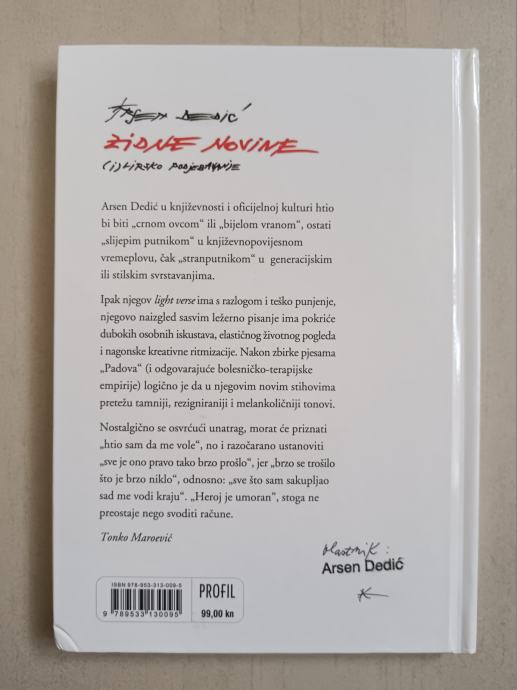 Arsen Dedić
ZIDNE NOVINE
(i) LIRSKO PODJEBAVANJE
Arsen Dedić u književnosti i oficijelnoj kulturi htio
bi biti „crnom ovcom“ ili „bijelom vranom“, ostati
„slijepim putnikom“ u književnopovijesnom
vremeplovu, čak „stranputnikom“ u generacijskim
ili stilskim svrstavanjima.
Ipak njegov light verse ima s razlogom i teško punjenje,
njegovo naizgled sasvim ležerno pisanje ima pokriće
dubokih osobnih iskustava, elastičnog životnog pogleda
i nagonske kreativne ritmizacije. Nakon zbirke pjesama
„Padova“ (i odgovarajuće bolesničko-terapijske
empirije) logično je da u njegovim novim stihovima
pretežu tamniji, rezigniraniji i melankoličniji tonovi.
Nostalgično se osvrćući unatrag, morat će priznati
„htio sam da me vole“, no i razočarano ustanoviti
„sve je ono pravo tako brzo prošlo“, jer „brzo se trošilo
što je brzo niklo“, odnosno: „sve što sam sakupljao
sad me vodi kraju“. „Heroj je umoran“, stoga ne
preostaje nego svoditi račune.
Tonko Maroević
vlastnik:
Arsen Dedić
ISBN 978-953-313-009-5
9 789533 130095
PROFIL
99,00 kn